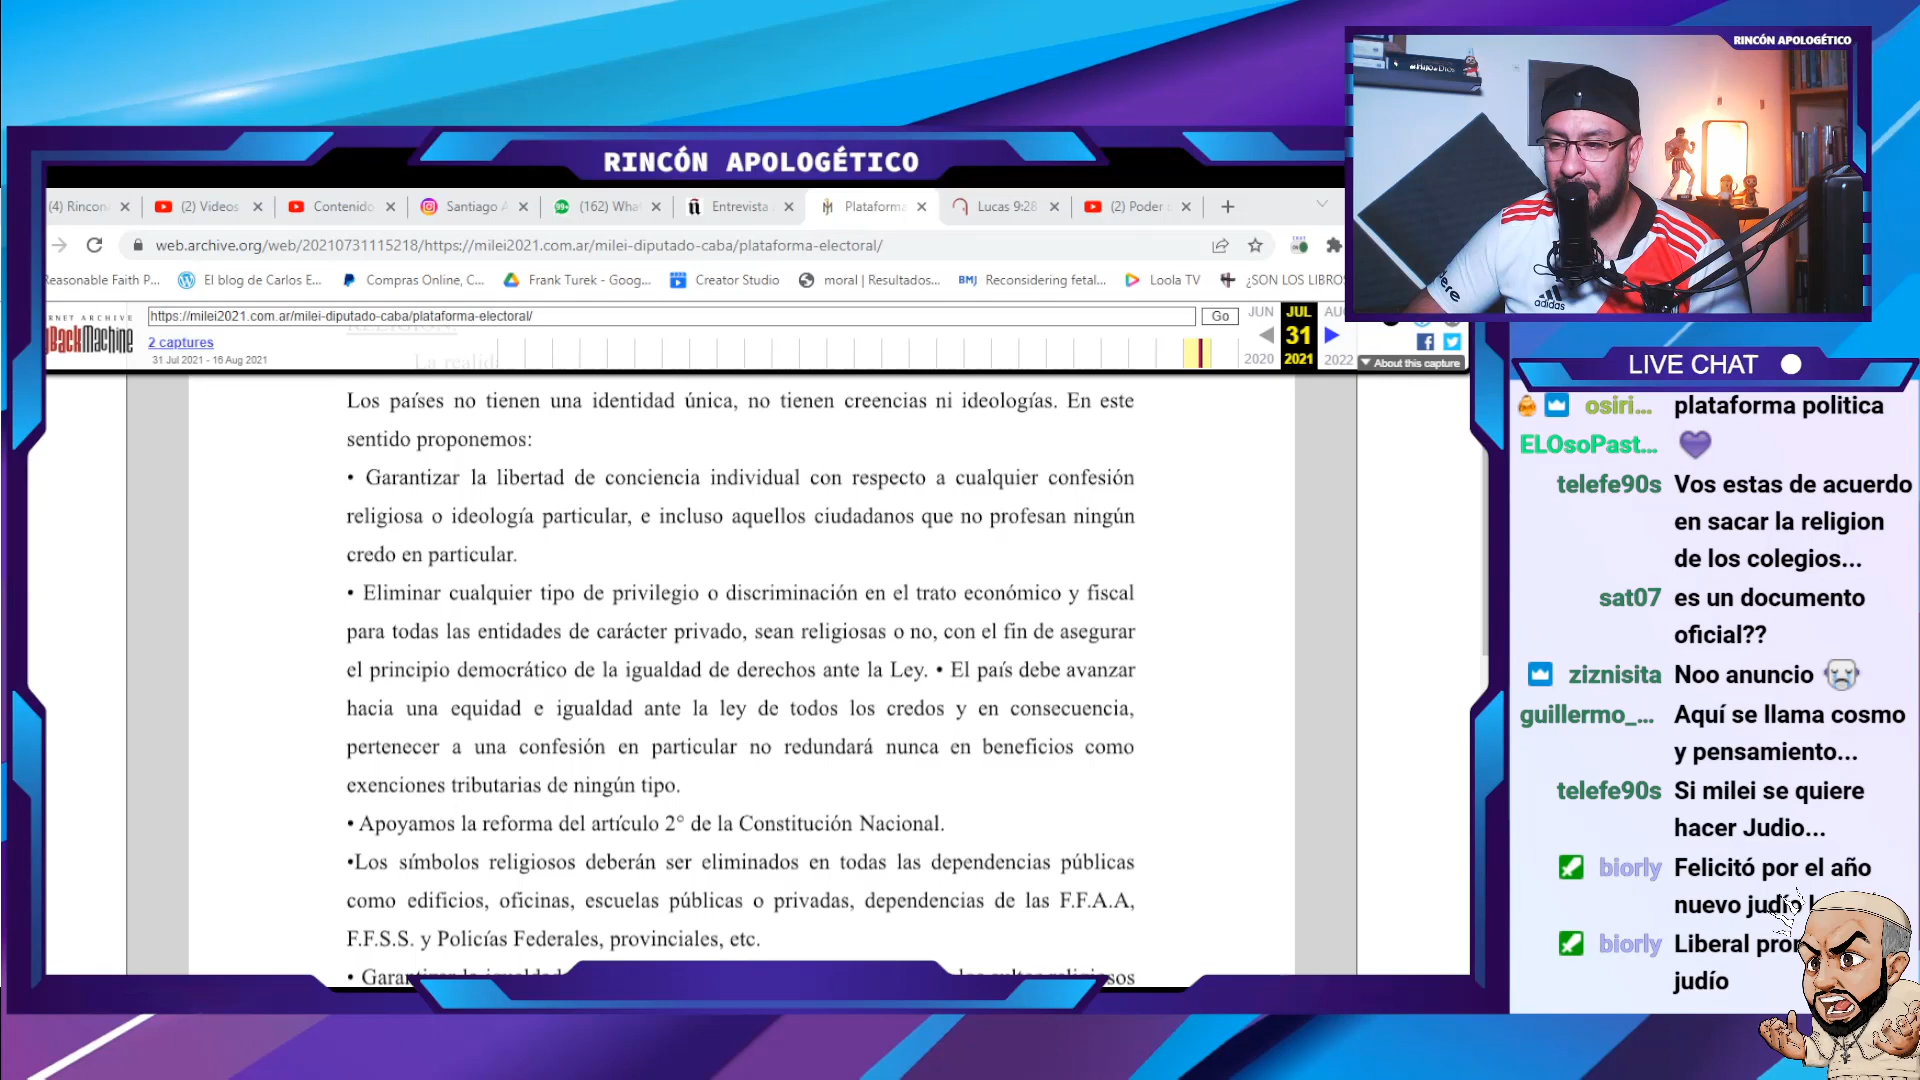 RINCÓN APOLOGÉTICO
RINCÓN APOLOGÉTICO
(4) Rincon
(2) Videos
Contenido
Santiago
(162) Wha
Entrevista
Plataforma
Lucas 9:28
(2) Poder
web.archive.org/web/20210731115218/https://milei2021.com.ar/milei-diputado-caba/plataforma-electoral/
Reasonable Faith P...
El blog de Carlos E...
Compras Online, C...
Frank Turek - Goog...
Creator Studio
moral | Resultados...
BMJ Reconsidering fetal...
Loola TV
¿SON LOS LIBRO
https://milei2021.com.ar/milei-diputado-caba/plataforma-electoral/
Go
JUN JUL AUG
31
2020 2021 2022
2 captures
31 Jul 2021 - 16 Aug 2021
About this capture
La realid
Los países no tienen una identidad única, no tienen creencias ni ideologías. En este
sentido proponemos:
• Garantizar la libertad de conciencia individual con respecto a cualquier confesión
religiosa o ideología particular, e incluso aquellos ciudadanos que no profesan ningún
credo en particular.
• Eliminar cualquier tipo de privilegio o discriminación en el trato económico y fiscal
para todas las entidades de carácter privado, sean religiosas o no, con el fin de asegurar
el principio democrático de la igualdad de derechos ante la Ley. • El país debe avanzar
hacia una equidad e igualdad ante la ley de todos los credos y en consecuencia,
pertenecer a una confesión en particular no redundará nunca en beneficios como
exenciones tributarias de ningún tipo.
• Apoyamos la reforma del artículo 2° de la Constitución Nacional.
•Los símbolos religiosos deberán ser eliminados en todas las dependencias públicas
como edificios, oficinas, escuelas públicas o privadas, dependencias de las F.F.A.A,
F.F.S.S. y Policías Federales, provinciales, etc.
LIVE CHAT
osiri... plataforma politica
ELOsoPast...
telefe90s Vos estas de acuerdo
en sacar la religion
de los colegios...
sat07 es un documento
oficial??
ziznisita Noo anuncio
guillermo_... Aquí se llama cosmo
y pensamiento...
telefe90s Si milei se quiere
hacer Judio...
biorly Felicitó por el año
nuevo judío
biorly Liberal
judío
adidas